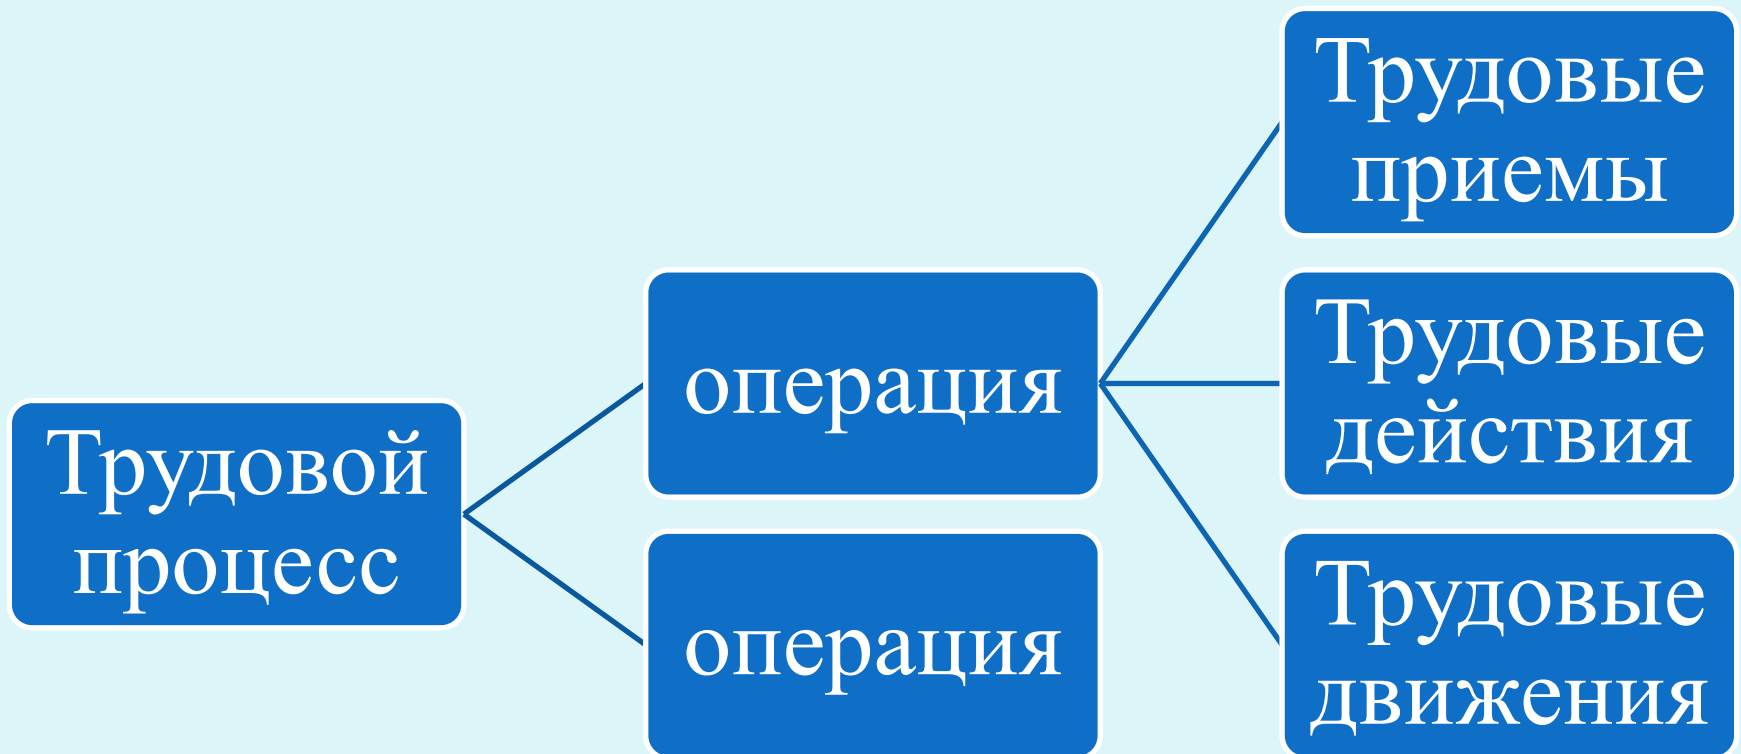 Трудовой
процесс
операция
операция
Трудовые
приемы
Трудовые
действия
Трудовые
движения